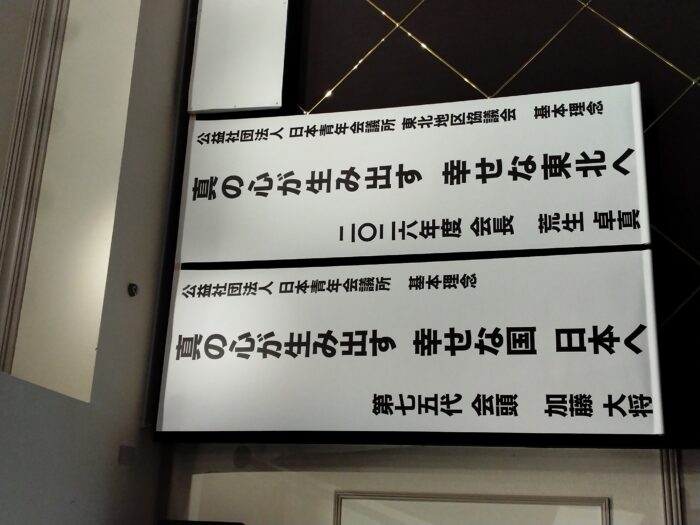 公益社団法人 日本青年会議所 東北地区協議会 基本理念
真の心が生み出す 幸せな東北へ
二〇二六年度 会長 荒生 卓真
公益社団法人 日本青年会議所 基本理念
真の心が生み出す 幸せな国 日本へ
第七五代 会頭 加藤 大将